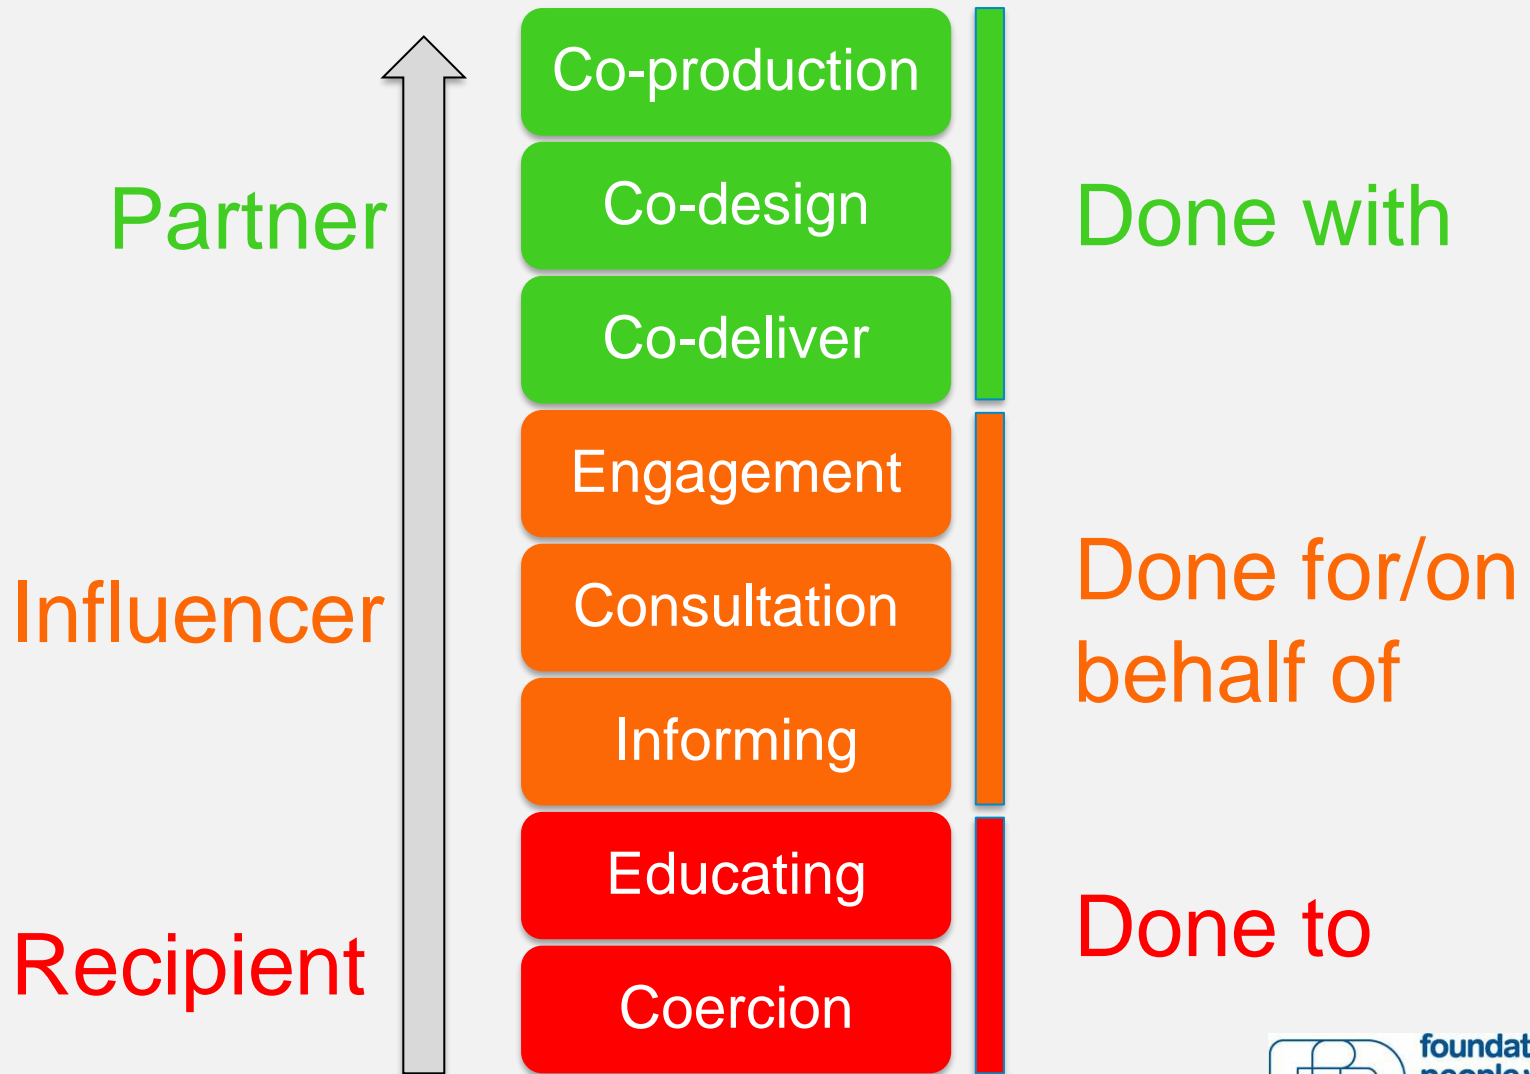 Co-production
Partner
Co-design
Done with
Co-deliver
Engagement
Influencer
Consultation
Done for/on
behalf of
Informing
Educating
Recipient
Done to
Coercion